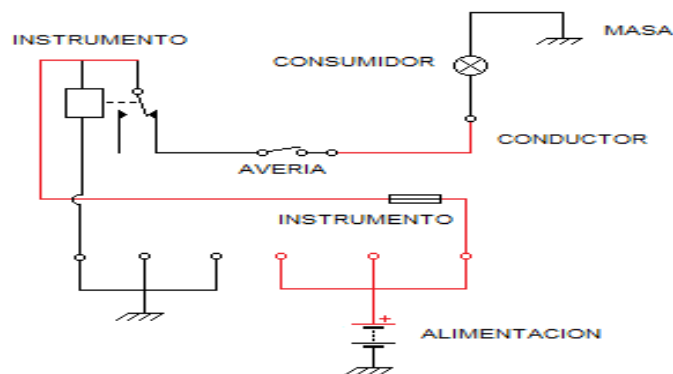 MASA
INSTRUMENTO
CONSUMIDOR
CONDUCTOR
AVERIA
INSTRUMENTO
+
ALIMENTACION